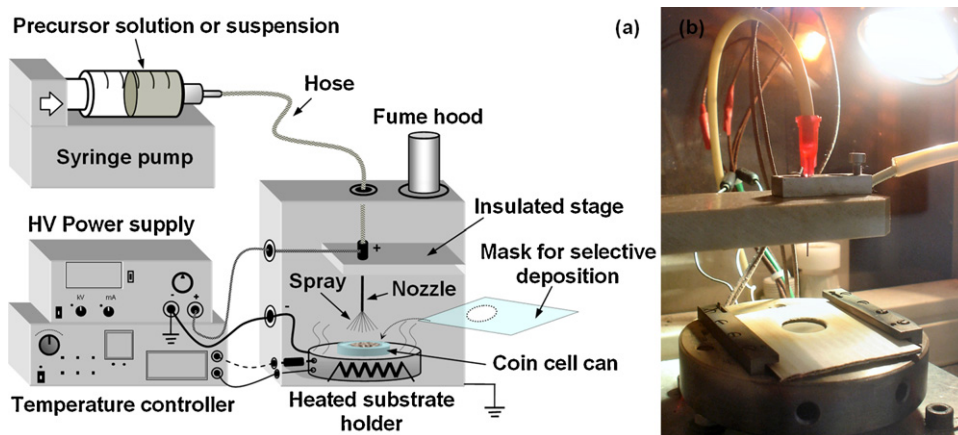 Precursor solution or suspension
(a)
(b)
Hose
Fume hood
Syringe pump
Insulated stage
HV Power supply
Mask for selective
deposition
+
Spray
Nozzle
kV
mA
-
+
-
Coin cell can
Temperature controller
Heated substrate
holder